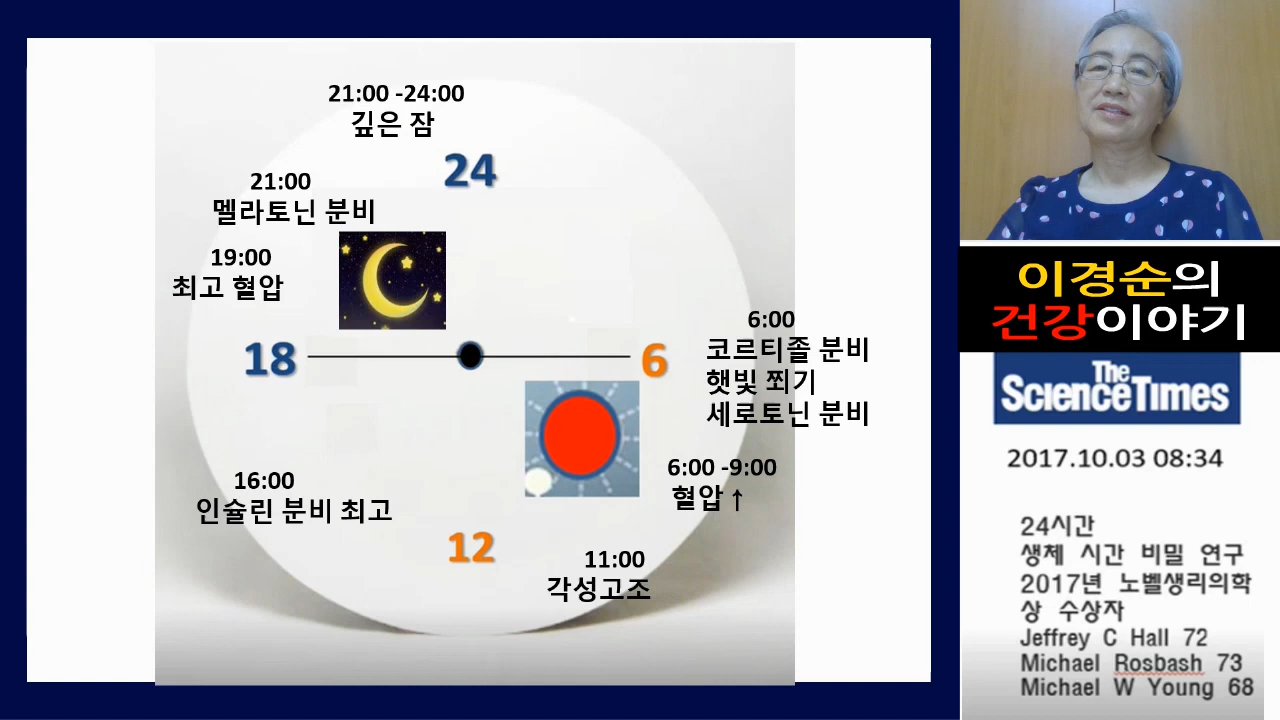 21:00 -24:00
깊은 잠
24
21:00
멜라토닌 분비
19:00
최고 혈압
18
6
6:00
코르티졸 분비
햇빛 쬐기
세로토닌 분비
6:00 -9:00
혈압 ↑
16:00
인슐린 분비 최고
12
11:00
각성고조
이경순의
건강이야기
The
ScienceTimes
2017.10.03 08:34
24시간
생체 시간 비밀 연구
2017년 노벨생리의학
상 수상자
Jeffrey C Hall 72
Michael Rosbash 73
Michael W Young 68